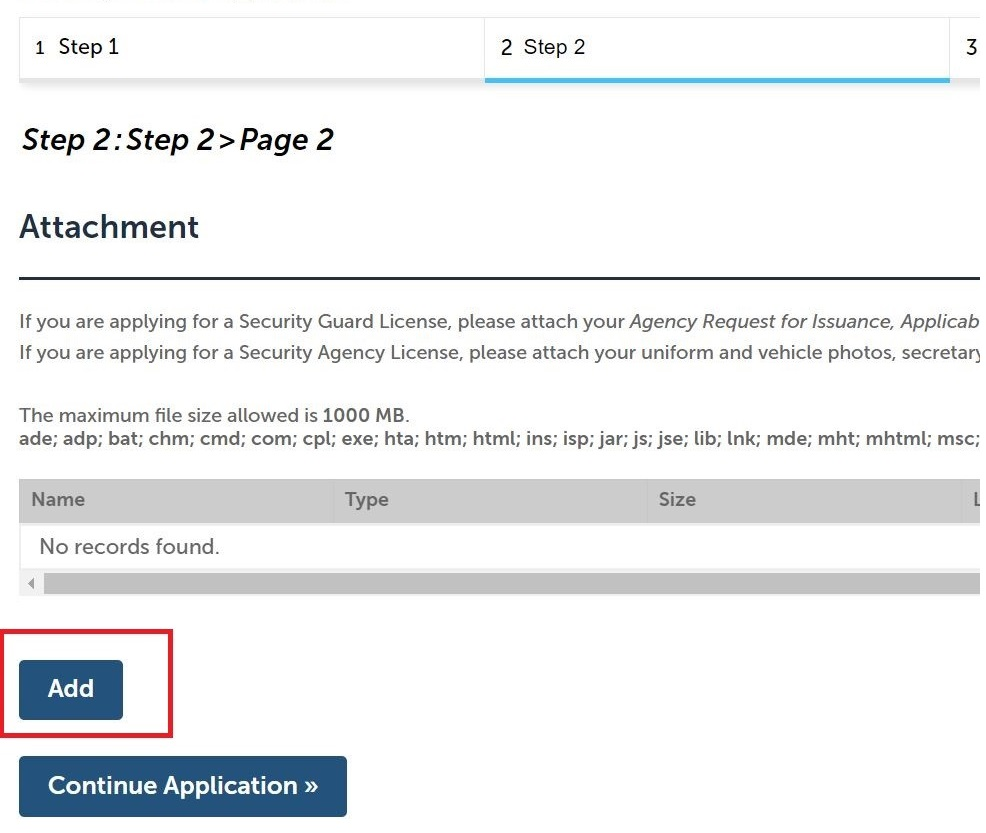 1 Step 1
2 Step 2
3
Step 2:Step 2>Page 2
Attachment
If you are applying for a Security Guard License, please attach your Agency Request for Issuance, Applicab
If you are applying for a Security Agency License, please attach your uniform and vehicle photos, secretary
The maximum file size allowed is 1000 MB.
ade; adp; bat; chm; cmd; com; cpl; exe; hta; htm; html; ins; isp; jar; js; jse; lib; lnk; mde; mht; mhtml; msc;
Name
Type
Size
No records found.
Add
Continue Application »